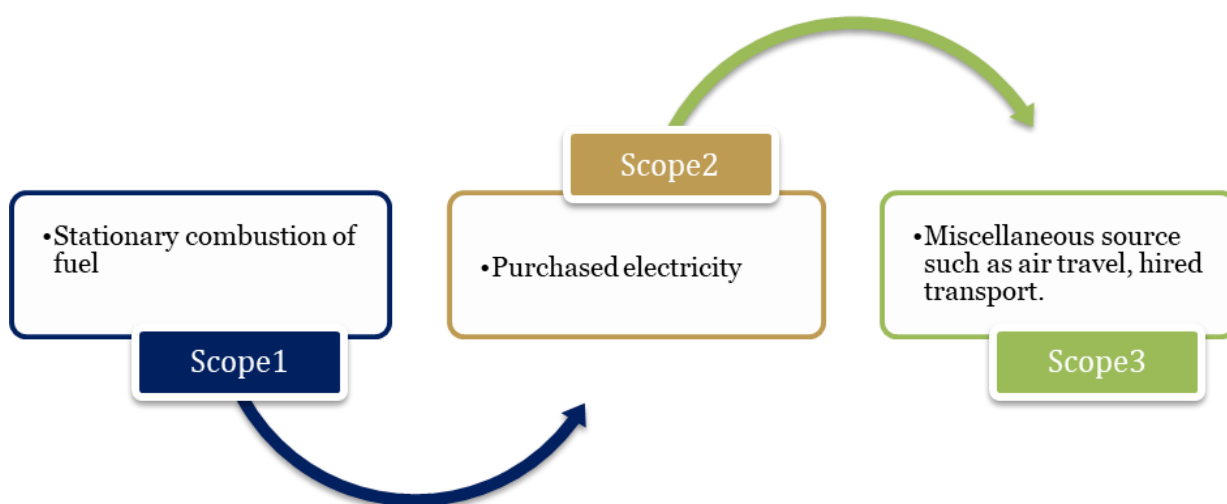 •Stationary combustion of
fuel
Scope1
Scope2
•Purchased electricity
•Miscellaneous source
such as air travel, hired
transport.
Scope3